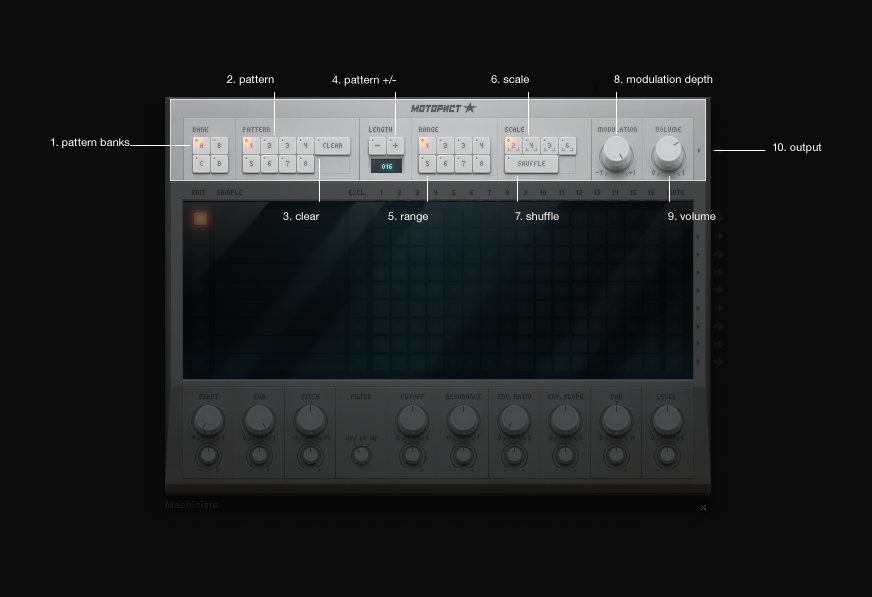 2. pattern
4. pattern +/-
6. scale
8. modulation depth
МОТОРИСТ
BANK
PATTERN
LENGTH
RANGE
SCALE
MODULATION
VOLUME
1. pattern banks
A B
1 2 3 4 CLEAR
- +
1 2 3 4
2 4 3 6
10. output
C D
5 6 7 8
016
5 6 7 8
SHUFFLE
-1 +1
0 1
EDIT SAMPLE EXCL. 1 2 3 4 5 6 7 8 9 10 11 12 13 14 15 16 MUTE
3. clear
5. range
7. shuffle
9. volume
START END PITCH FILTER CUTOFF RESONANCE ENV. RATIO ENV. SLOPE PAN LEVEL
OFF LP HP
Machiniste